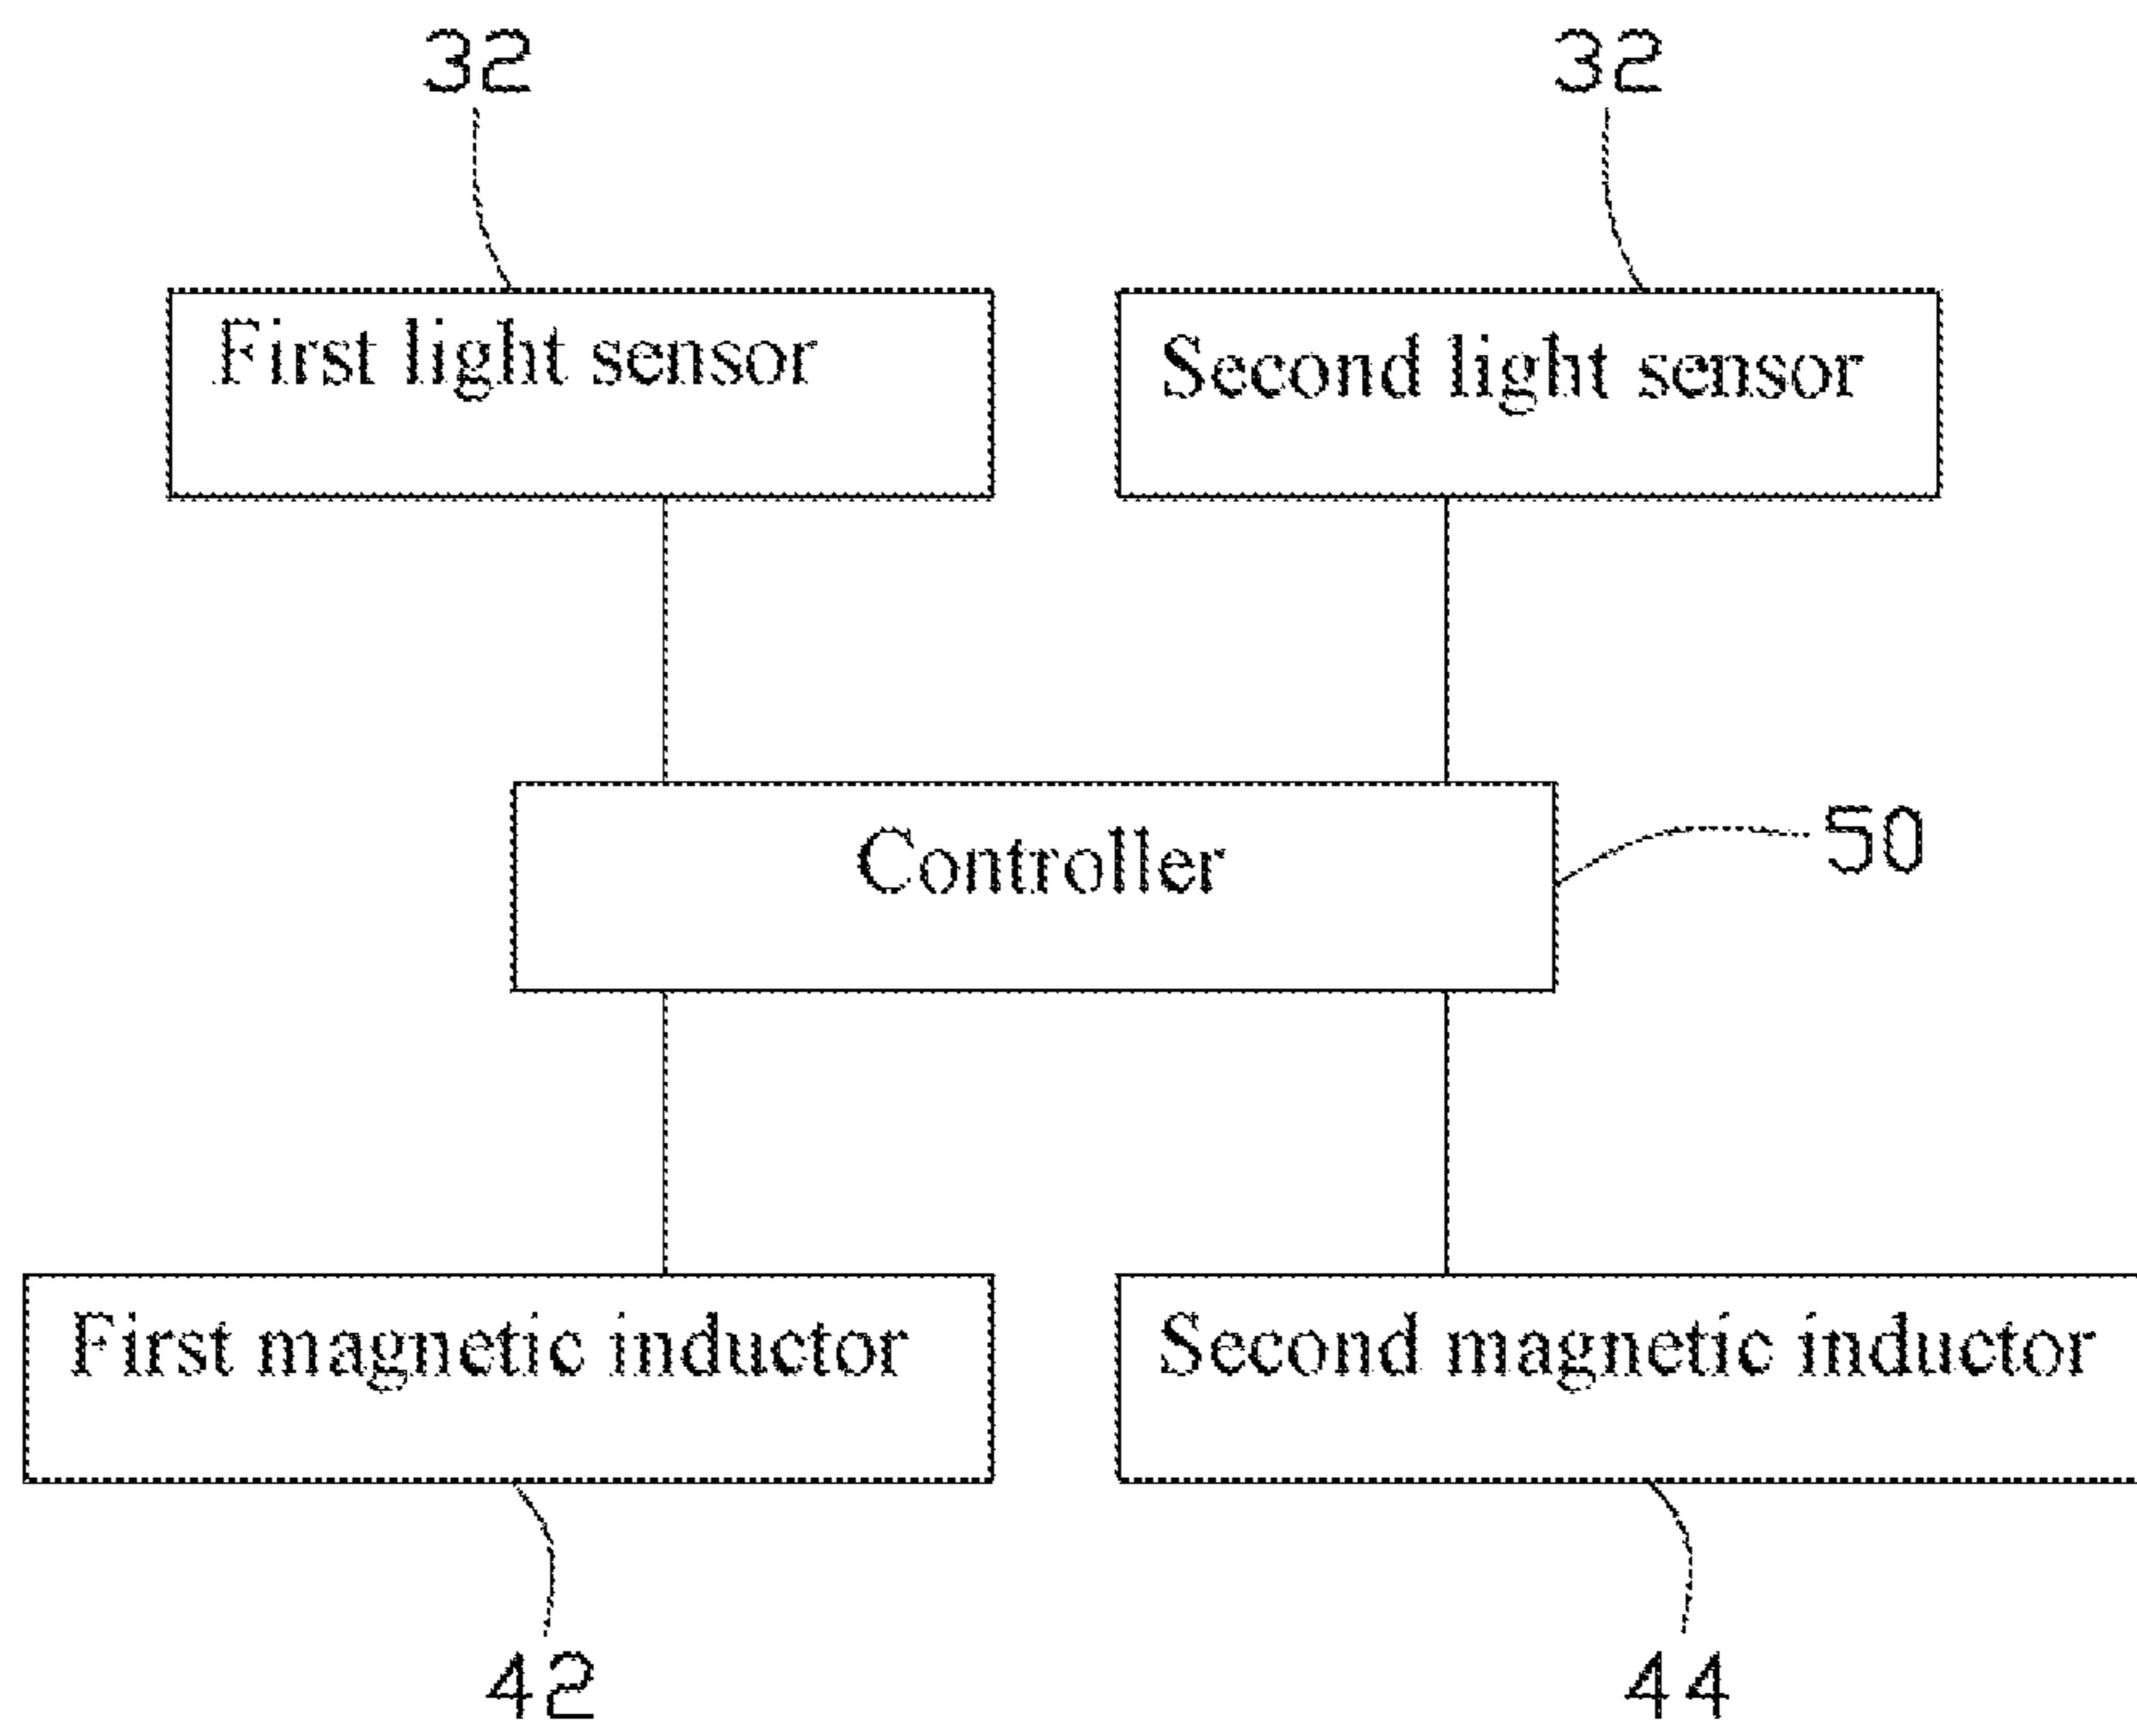 32
32
First light sensor
Second light sensor
Controller
50
First magnetic inductor
Second magnetic inductor
42
44